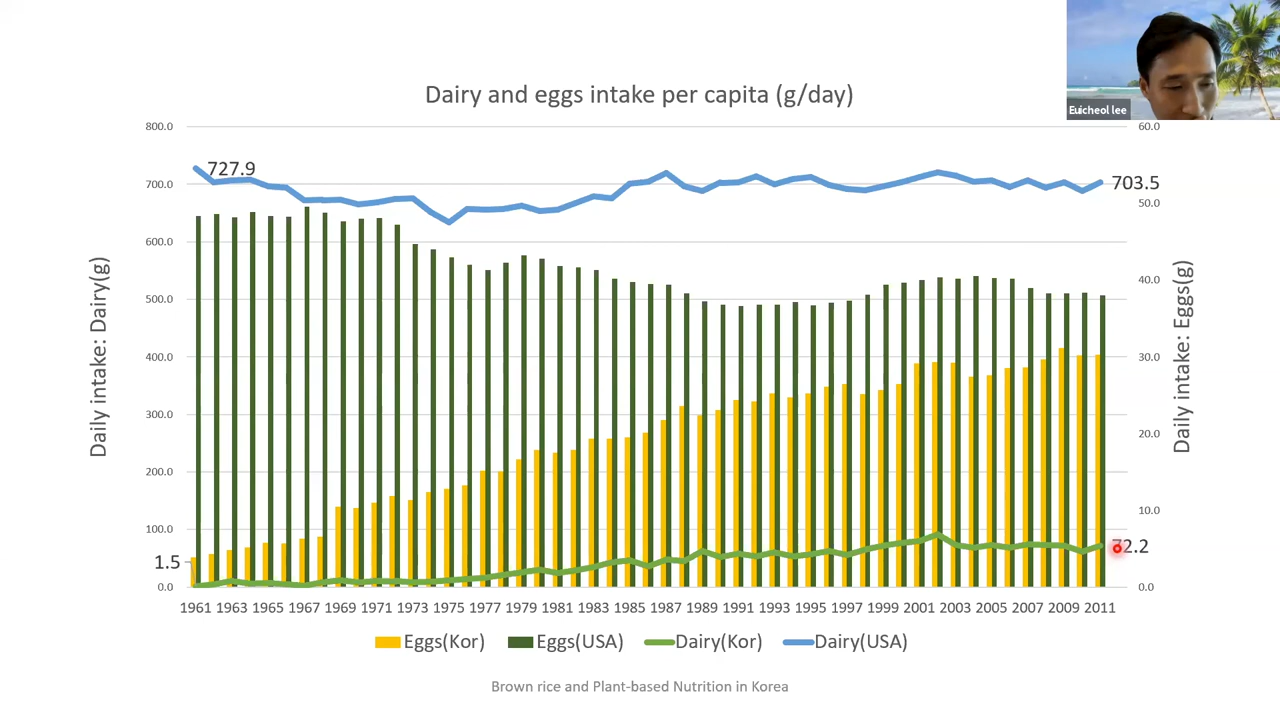 Euicheol lee
Dairy and eggs intake per capita (g/day)
800.0
700.0
600.0
500.0
400.0
300.0
200.0
100.0
0.0
Daily intake: Dairy(g)
60.0
50.0
40.0
30.0
20.0
10.0
0.0
Daily intake: Eggs(g)
727.9
703.5
1.5
72.2
1961 1963 1965 1967 1969 1971 1973 1975 1977 1979 1981 1983 1985 1987 1989 1991 1993 1995 1997 1999 2001 2003 2005 2007 2009 2011
Eggs(Kor) Eggs(USA) Dairy(Kor) Dairy(USA)
Brown rice and Plant-based Nutrition in Korea